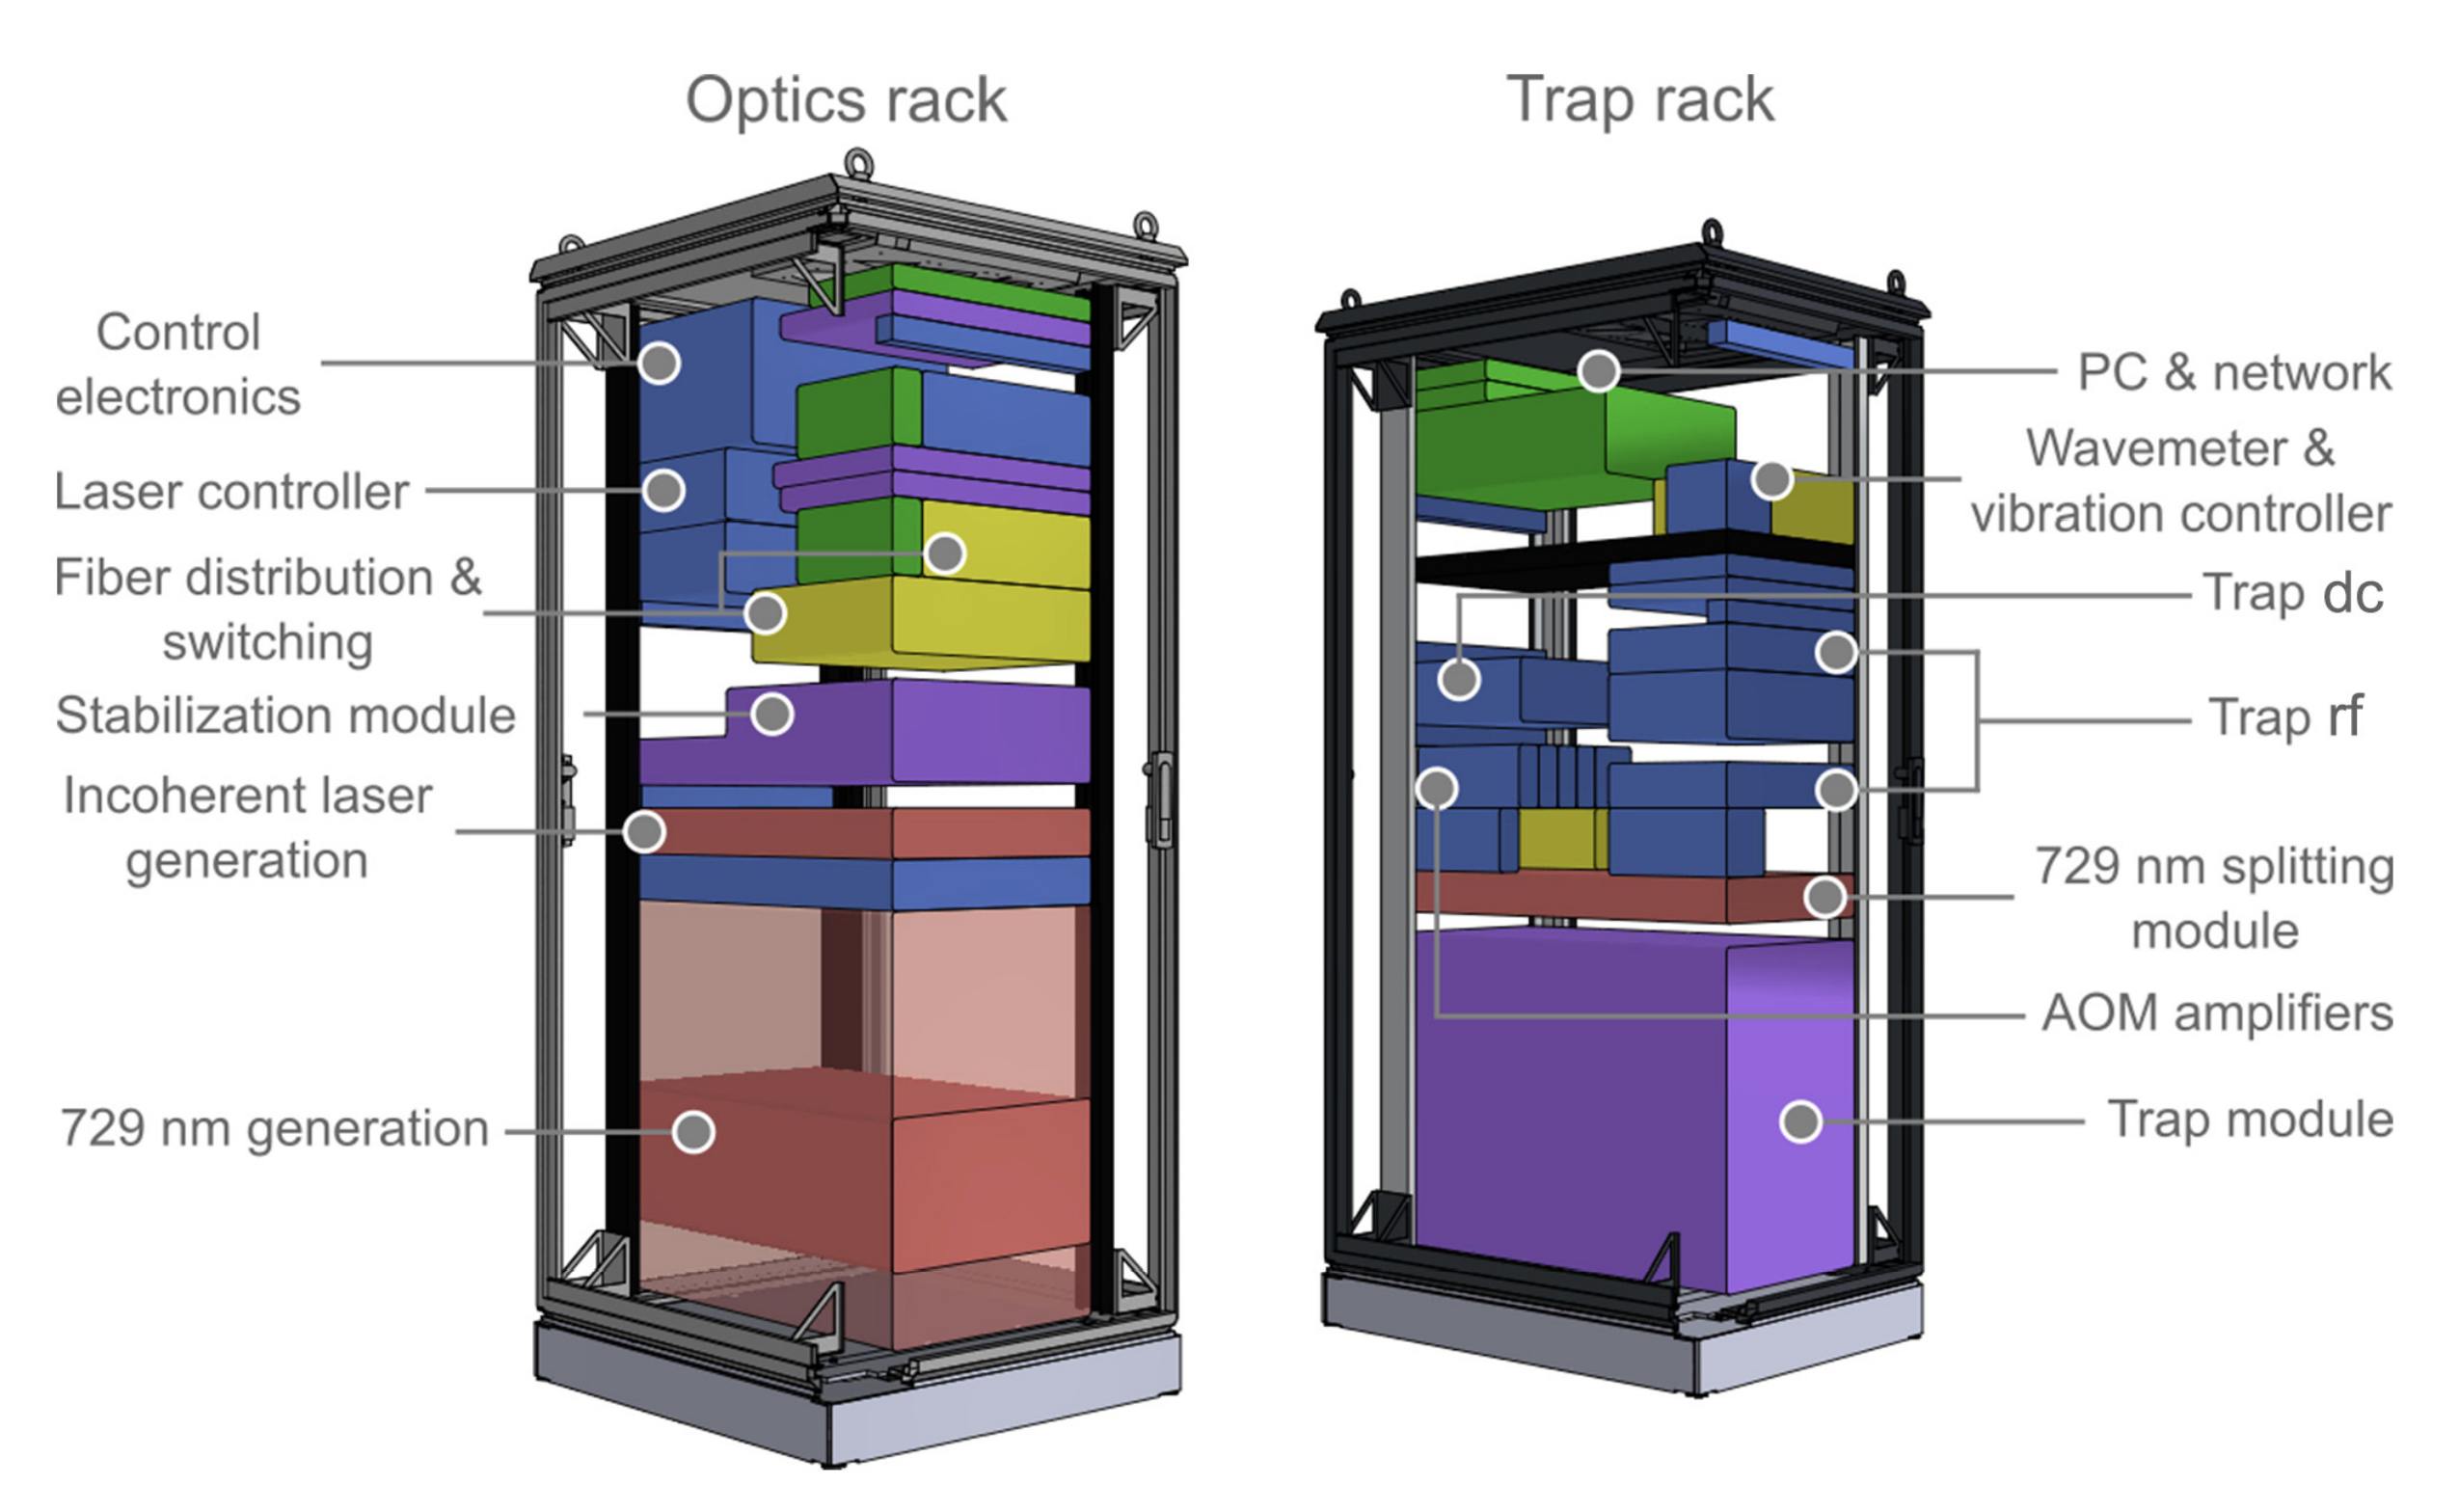 Optics rack
Control
electronics
Laser controller
Fiber distribution &
switching
Stabilization module
Incoherent laser
generation
729 nm generation
Trap rack
PC & network
Wavemeter &
vibration controller
Trap dc
Trap rf
729 nm splitting
module
AOM amplifiers
Trap module